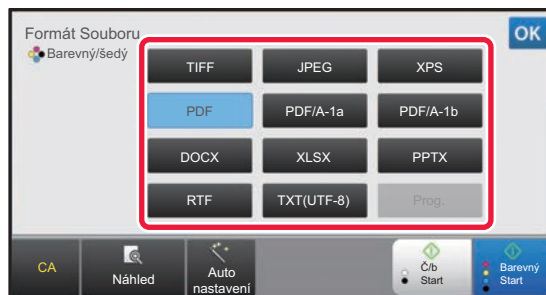 Formát Souboru
OK
Barevný/šedý
TIFF
JPEG
XPS
PDF
PDF/A-1a
PDF/A-1b
DOCX
XLSX
PPTX
RTF
TXT(UTF-8)
Prog.
CA
Náhled
Auto
nastavení
Č/b
Start
Barevný
Start